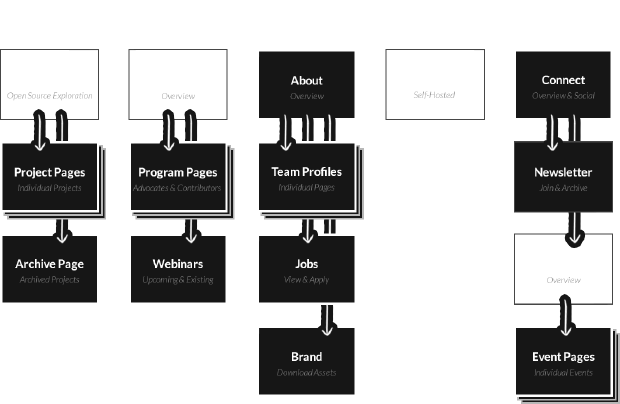 Open Source Exploration
Project Pages
Individual Projects
Archive Page
Archived Projects
Overview
Program Pages
Advocates & Contributors
Webinars
Upcoming & Existing
About
Overview
Team Profiles
Individual Pages
Jobs
View & Apply
Brand
Download Assets
Self-Hosted
Connect
Overview & Social
Newsletter
Join & Archive
Overview
Event Pages
Individual Events